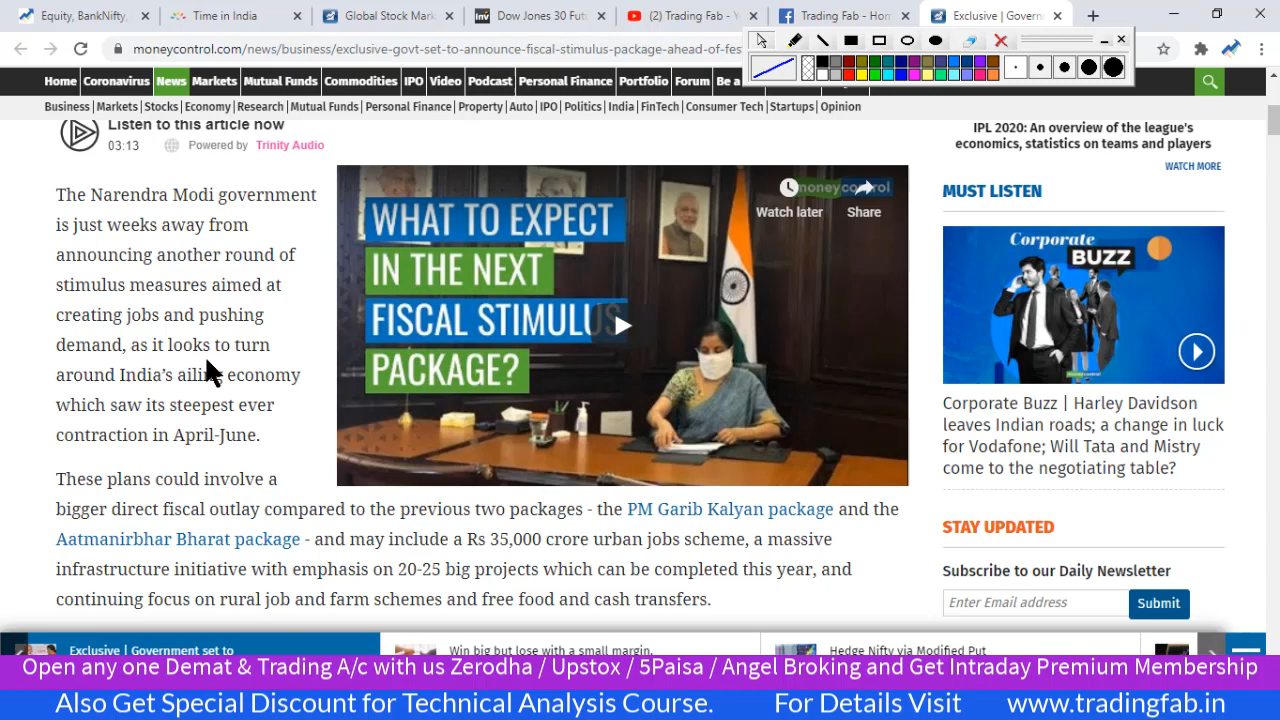 Equity, BankNifty,
Time in India
Global Stock Mark
Dow Jones 30 Fut
(2) Trading Fab - Y
Trading Fab - Hom
Exclusive | Govern
moneycontrol.com/news/business/exclusive-govt-set-to-announce-fiscal-stimulus-package-ahead-of-fes
Home Coronavirus News Markets Mutual Funds Commodities IPO Video Podcast Personal Finance Portfolio Forum Be a
Business | Markets | Stocks | Economy | Research | Mutual Funds | Personal Finance | Property | Auto | IPO | Politics | India | FinTech | Consumer Tech | Startups | Opinion
Listen to this article now
03:13 Powered by Trinity Audio
The Narendra Modi government
is just weeks away from
announcing another round of
stimulus measures aimed at
creating jobs and pushing
demand, as it looks to turn
around India's ailing economy
which saw its steepest ever
contraction in April-June.
moneycontrol
Watch later
Share
WHAT TO EXPECT
IN THE NEXT
FISCAL STIMULUS
PACKAGE?
These plans could involve a
bigger direct fiscal outlay compared to the previous two packages - the PM Garib Kalyan package and the
Aatmanirbhar Bharat package - and may include a Rs 35,000 crore urban jobs scheme, a massive
infrastructure initiative with emphasis on 20-25 big projects which can be completed this year, and
continuing focus on rural job and farm schemes and free food and cash transfers.
IPL 2020: An overview of the league's
economics, statistics on teams and players
WATCH MORE
MUST LISTEN
Corporate
BUZZ
Corporate Buzz | Harley Davidson
leaves Indian roads; a change in luck
for Vodafone; Will Tata and Mistry
come to the negotiating table?
STAY UPDATED
Subscribe to our Daily Newsletter
Enter Email address
Submit
Exclusive | Government set to
Win big but lose with a small margin.
Hedge Nifty via Modified Put
Open any one Demat & Trading A/c with us Zerodha / Upstox / 5Paisa / Angel Broking and Get Intraday Premium Membership
Also Get Special Discount for Technical Analysis Course. For Details Visit www.tradingfab.in